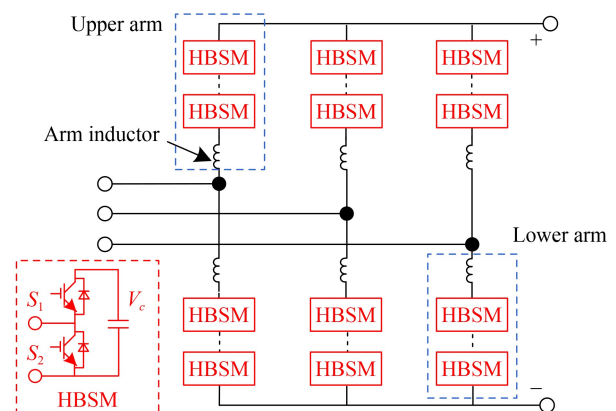 Upper arm
+
HBSM HBSM HBSM
HBSM HBSM HBSM
Arm inductor
Lower arm
S1
Vc
S2
HBSM
HBSM HBSM HBSM
HBSM HBSM HBSM
−